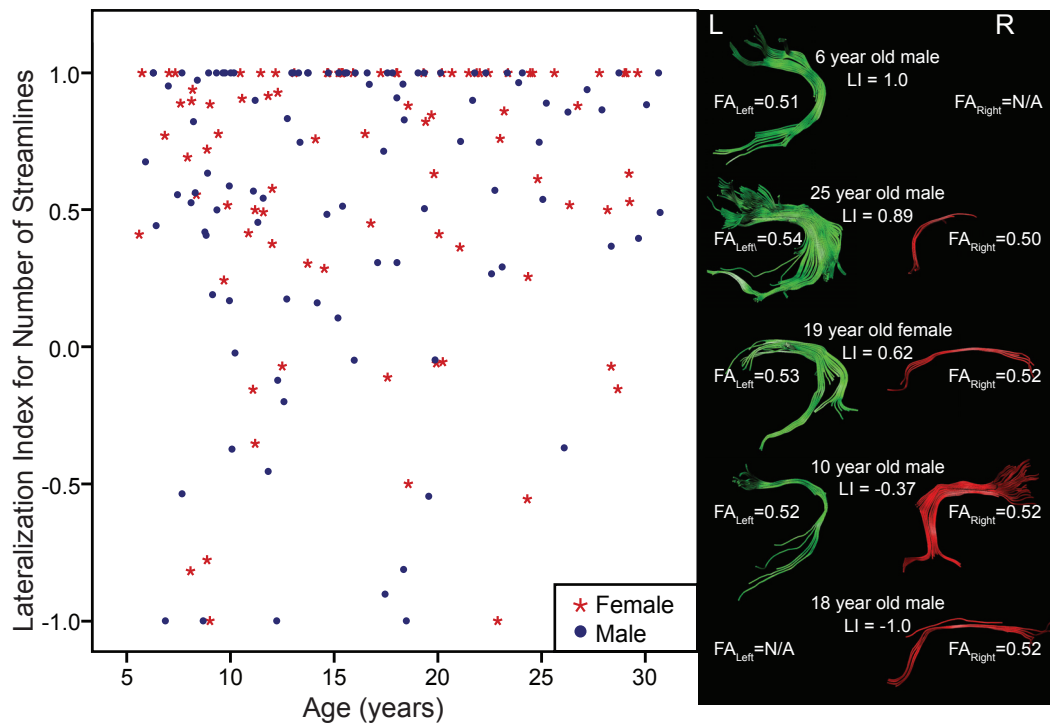 Lateralization Index for Number of Streamlines
1.0
0.5
0.0
-0.5
-1.0
5 10 15 20 25 30
Age (years)
Female
Male
L R
6 year old male
LI = 1.0
FALeft=0.51 FARight=N/A
25 year old male
LI = 0.89
FALeft\=0.54 FARight=0.50
19 year old female
LI = 0.62
FALeft=0.53 FARight=0.52
10 year old male
LI = -0.37
FALeft=0.52 FARight=0.52
18 year old male
LI = -1.0
FALeft=N/A FARight=0.52